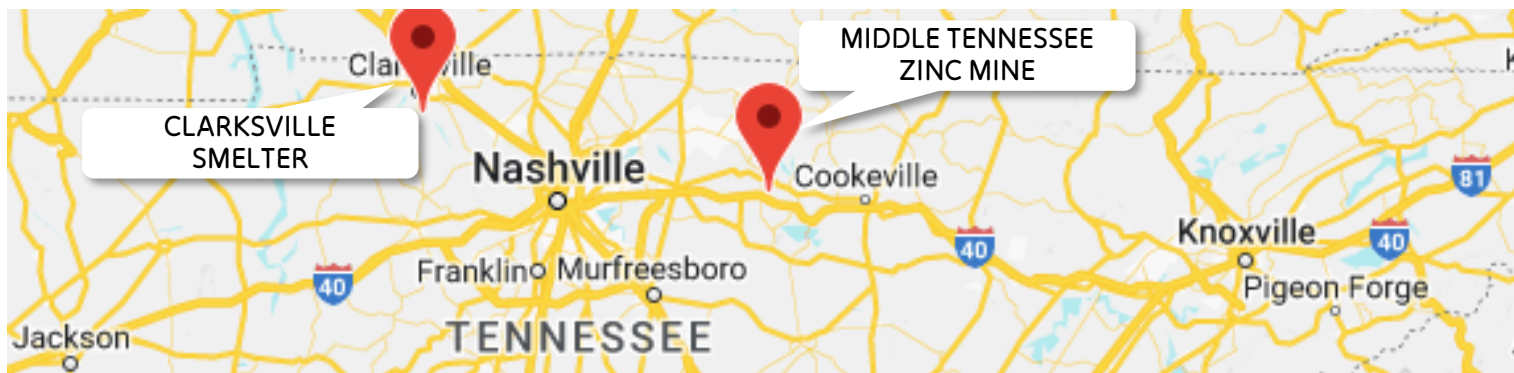 MIDDLE TENNESSEE
ZINC MINE
CLARKSVILLE
SMELTER
Nashville
Cookeville
81
Knoxville
40
40
Franklin
Murfreesboro
40
Pigeon Forge
Jackson
TENNESSEE